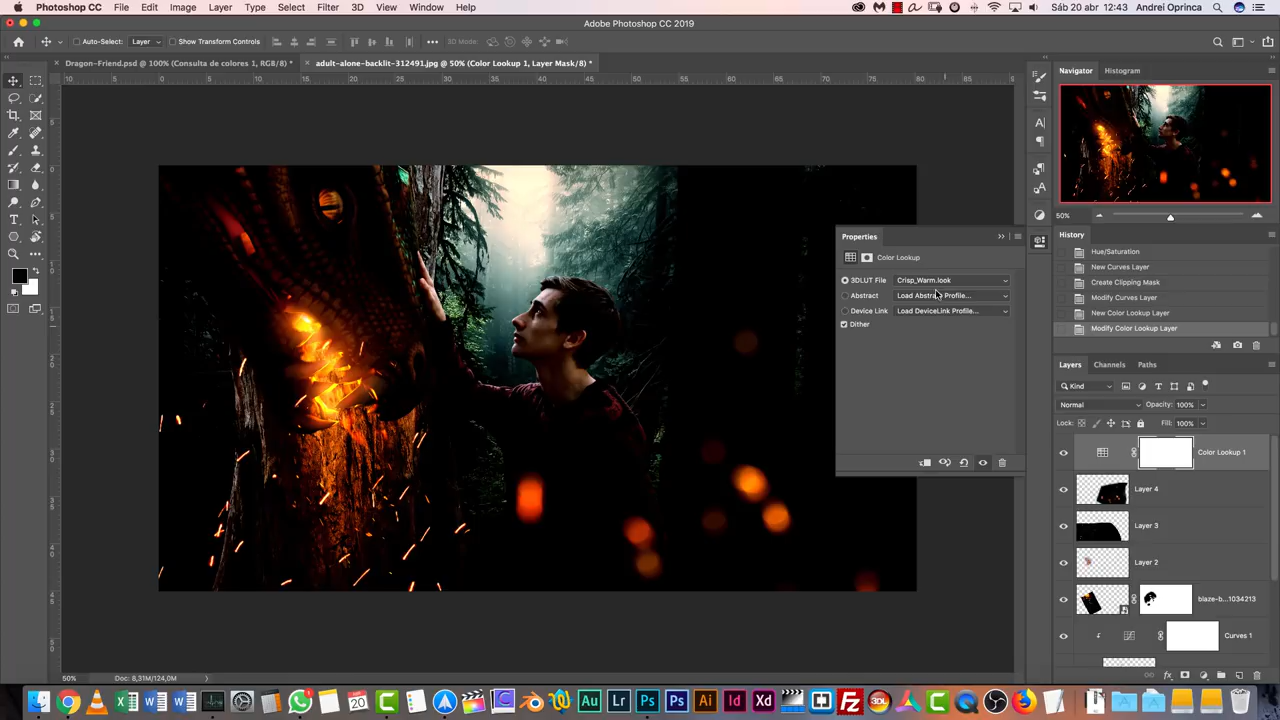 Photoshop CC File Edit Image Layer Type Select Filter 3D View Window Help Sáb 20 abr 12:43 Andrei Oprinca
Adobe Photoshop CC 2019
Auto-Select: Layer Show Transform Controls 3D Mode:
Dragon-Friend.psd @ 100% (Consulta de colores 1, RGB/8) * adult-alone-backlit-312491.jpg @ 50% (Color Lookup 1, Layer Mask/8) *
Navigator Histogram
50%
History
Hue/Saturation
New Curves Layer
Create Clipping Mask
Modify Curves Layer
New Color Lookup Layer
Modify Color Lookup Layer
Properties
Color Lookup
3DLUT File Crisp_Warm.look
Abstract Load Abstract Profile...
Device Link Load DeviceLink Profile...
Dither
Layers Channels Paths
Kind
Normal Opacity: 100%
Lock: Fill: 100%
Color Lookup 1
Layer 4
Layer 3
Layer 2
blaze-b...1034213
Curves 1
50% Doc: 8,31M/124,0M